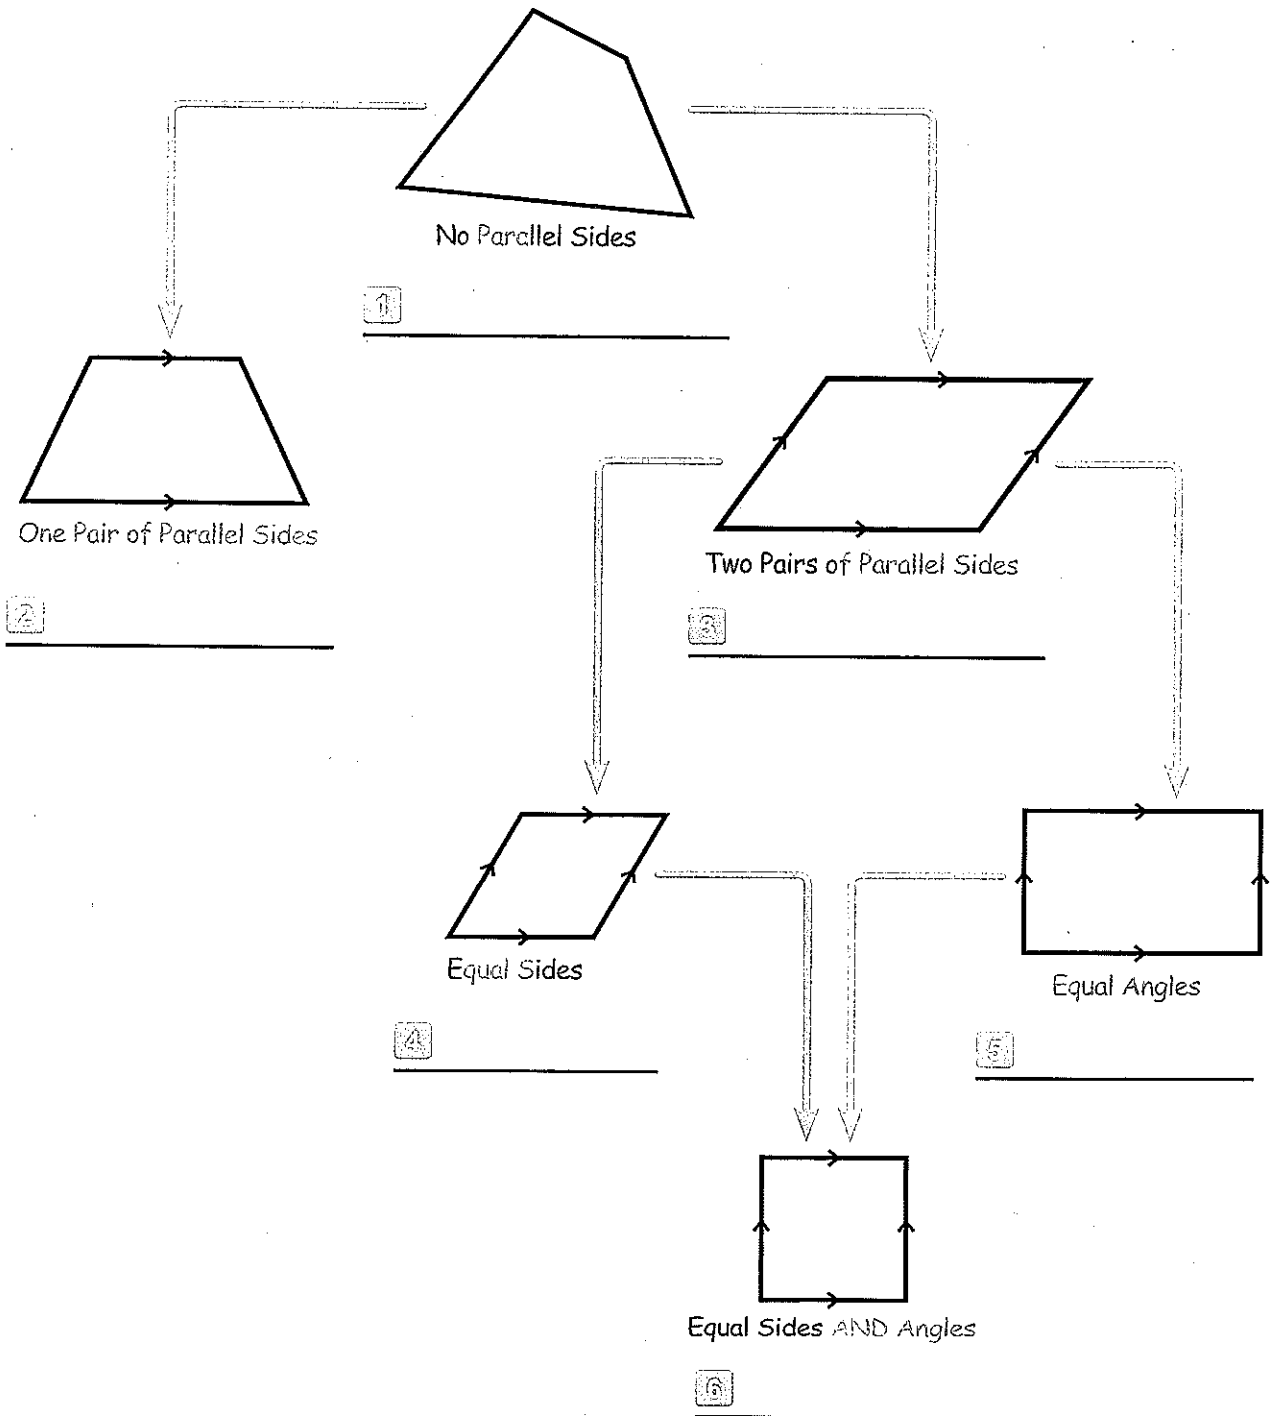 No Parallel Sides
1
One Pair of Parallel Sides
2
Two Pairs of Parallel Sides
3
Equal Sides
4
Equal Angles
5
Equal Sides AND Angles
6